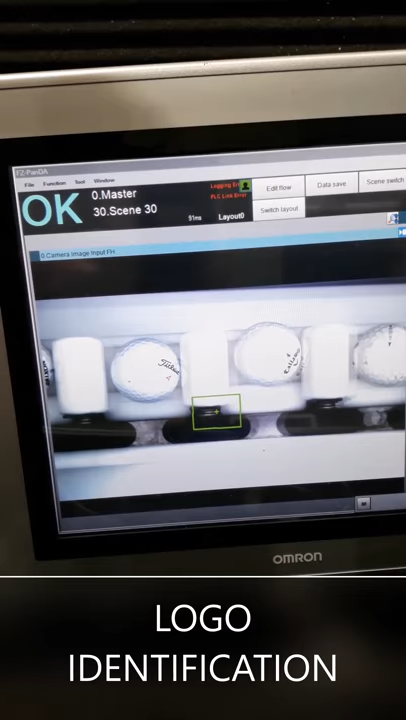 FZ-PanDA
File Function Tool Window
OK
0.Master
30.Scene 30
Logging Err
PLC Link Error
91ms
Layout0
Edit flow
Data save
Scene switch
Switch layout
0.Camera Image Input FH
Titleist
OMRON
LOGO
IDENTIFICATION